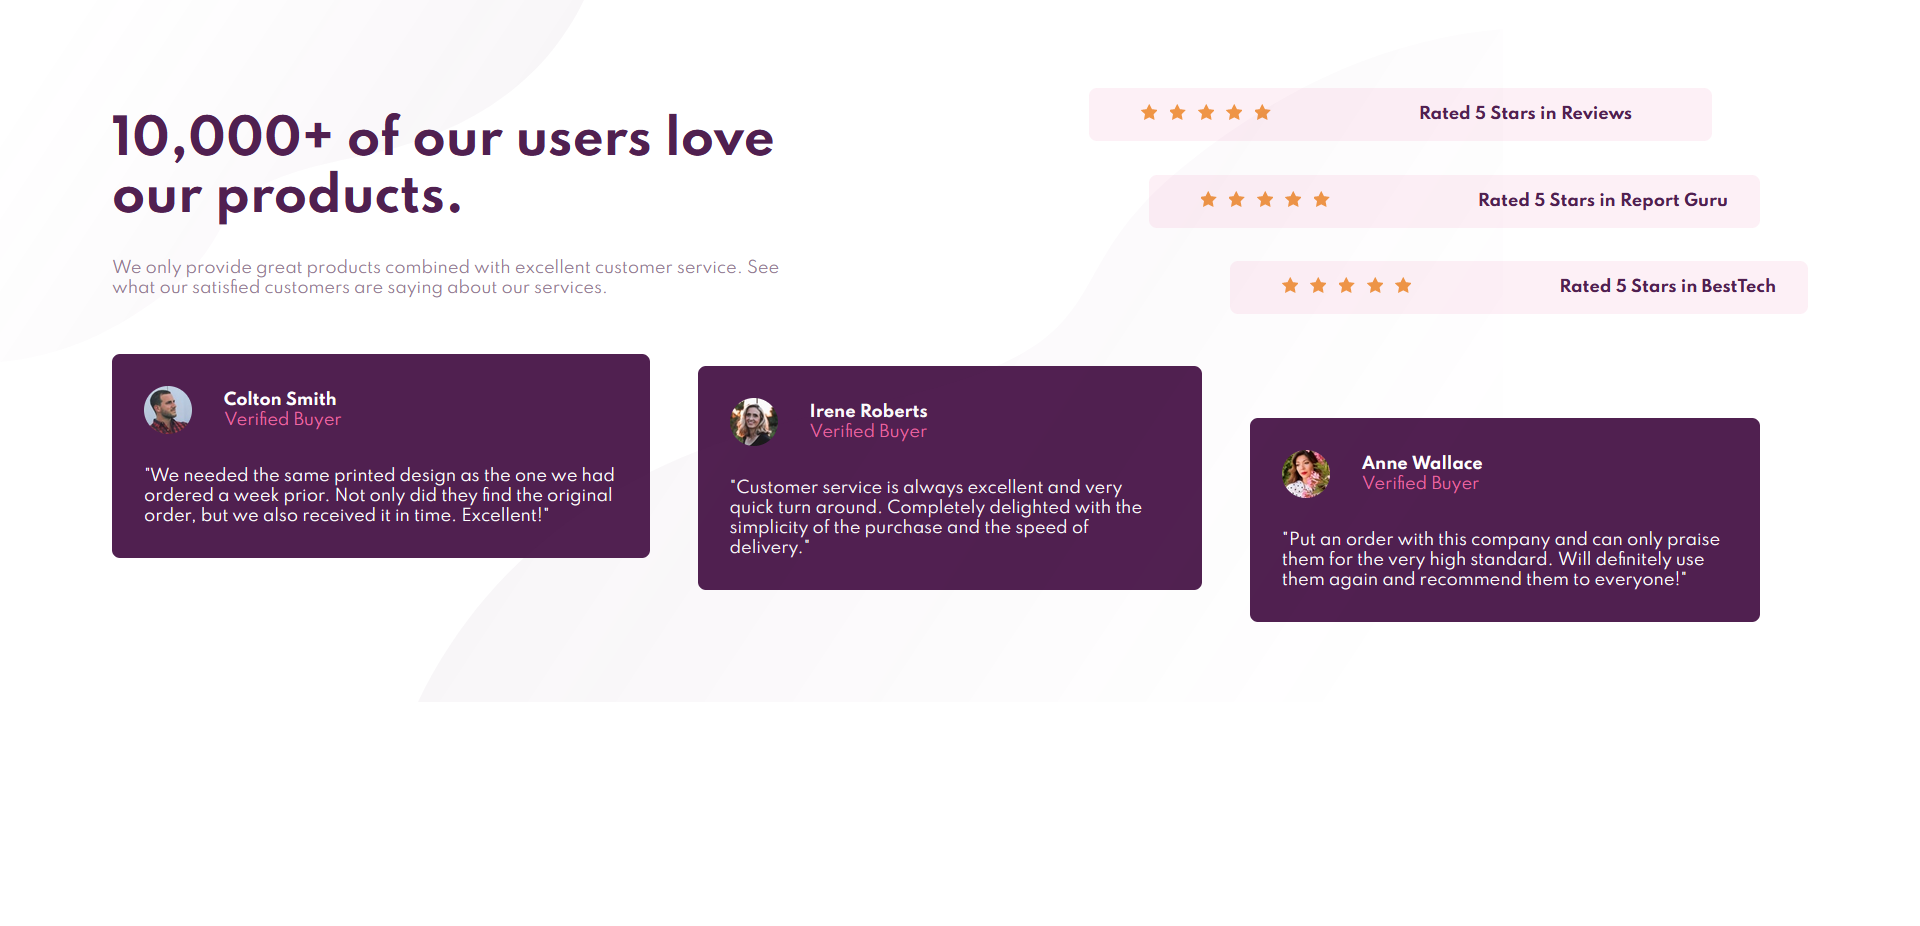 10,000+ of our users love
our products.
We only provide great products combined with excellent customer service. See
what our satisfied customers are saying about our services.
Rated 5 Stars in Reviews
Rated 5 Stars in Report Guru
Rated 5 Stars in BestTech
Colton Smith
Verified Buyer
"We needed the same printed design as the one we had
ordered a week prior. Not only did they find the original
order, but we also received it in time. Excellent!"
Irene Roberts
Verified Buyer
"Customer service is always excellent and very
quick turn around. Completely delighted with the
simplicity of the purchase and the speed of
delivery."
Anne Wallace
Verified Buyer
"Put an order with this company and can only praise
them for the very high standard. Will definitely use
them again and recommend them to everyone!"